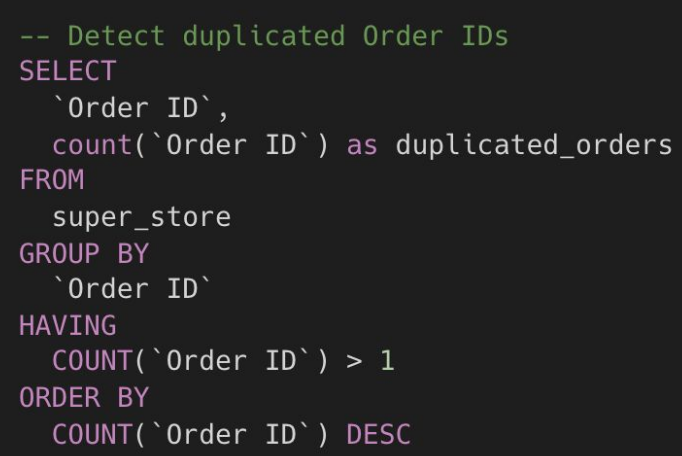 -- Detect duplicated Order IDs
SELECT
  `Order ID`,
  count(`Order ID`) as duplicated_orders
FROM
  super_store
GROUP BY
  `Order ID`
HAVING
  COUNT(`Order ID`) > 1
ORDER BY
  COUNT(`Order ID`) DESC